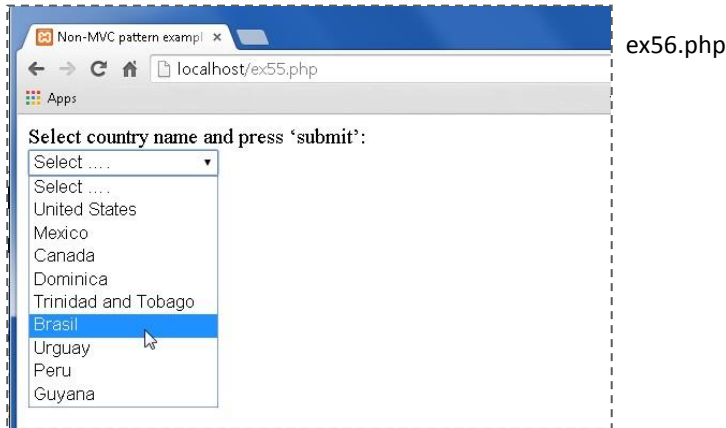 Non-MVC pattern exampl
ex56.php
localhost/ex55.php
Apps
Select country name and press ‘submit’:
Select ....
Select ....
United States
Mexico
Canada
Dominica
Trinidad and Tobago
Brasil
Urguay
Peru
Guyana